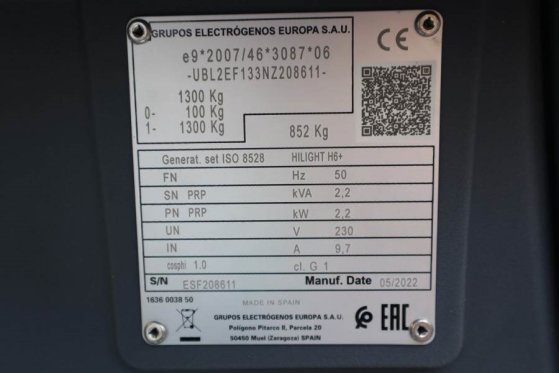 GRUPOS ELECTRÓGENOS EUROPA S.A.U.
e9*2007/46*3087*06
-UBL2EF133NZ208611-
1300 Kg
0- 100 Kg
1- 1300 Kg 852 Kg
CE
Generat. set ISO 8528 HILIGHT H6+
FN Hz 50
SN PRP kVA 2,2
PN PRP kW 2,2
UN V 230
IN A 9,7
cosphi 1.0 cl. G 1
S/N ESF208611 Manuf. Date 05/2022
1636 0038 50 MADE IN SPAIN
GRUPOS ELECTRÓGENOS EUROPA S.A.U.
Polígono Pitarco II, Parcela 20
50450 Muel (Zaragoza) SPAIN
EAC